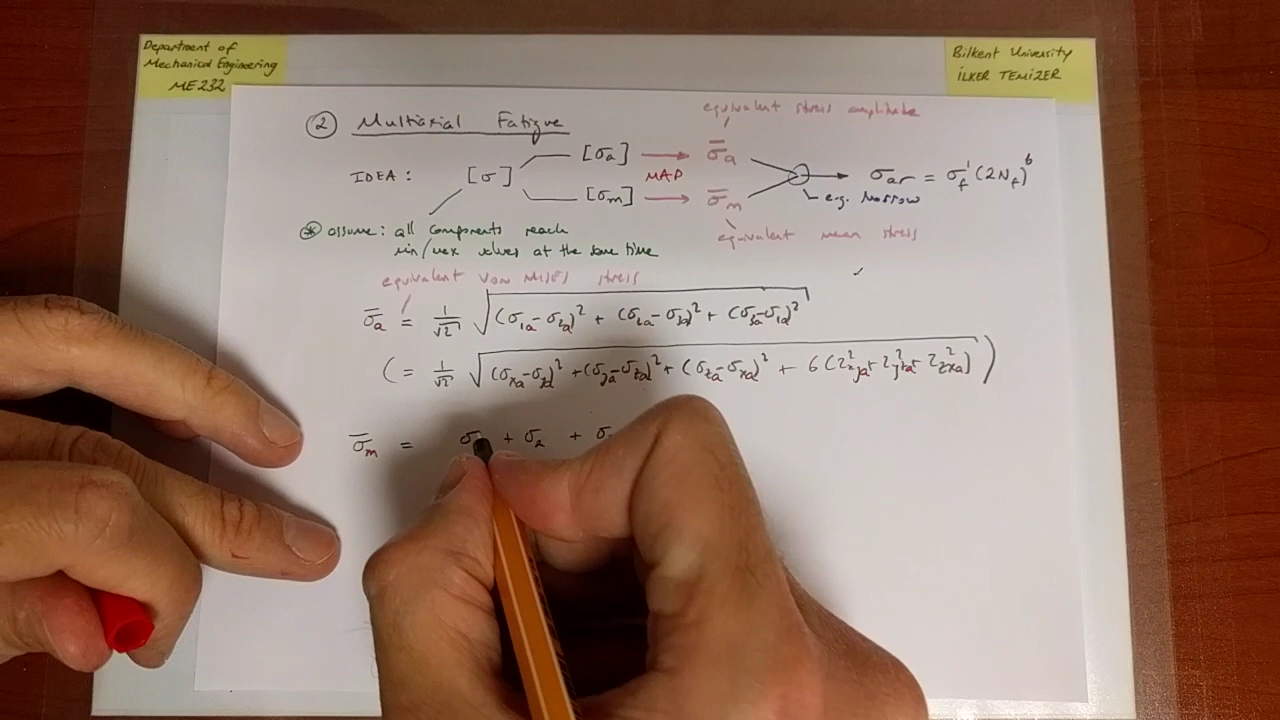 Department of
Mechanical Engineering
ME232
Bilkent University
İLKER TEMİZER
② Multiaxial Fatigue
equivalent stress amplitude
IDEA : [σ] [σa] MAP σ̿a σar = σf' (2Nf)^b
[σm] σ̿m e.g. Morrow
equivalent mean stress
⊛ assume: all components reach
min/max values at the same time
equivalent VON MISES stress
σ̄a = 1/√2 √((σ1a-σ2a)² + (σ2a-σ3a)² + (σ3a-σ1a)²)
( = 1/√2 √((σxa-σya)² + (σya-σza)² + (σza-σxa)² + 6(τ²xya + τ²yza + τ²zxa)) )
σ̄m = σ + σ2 + σ